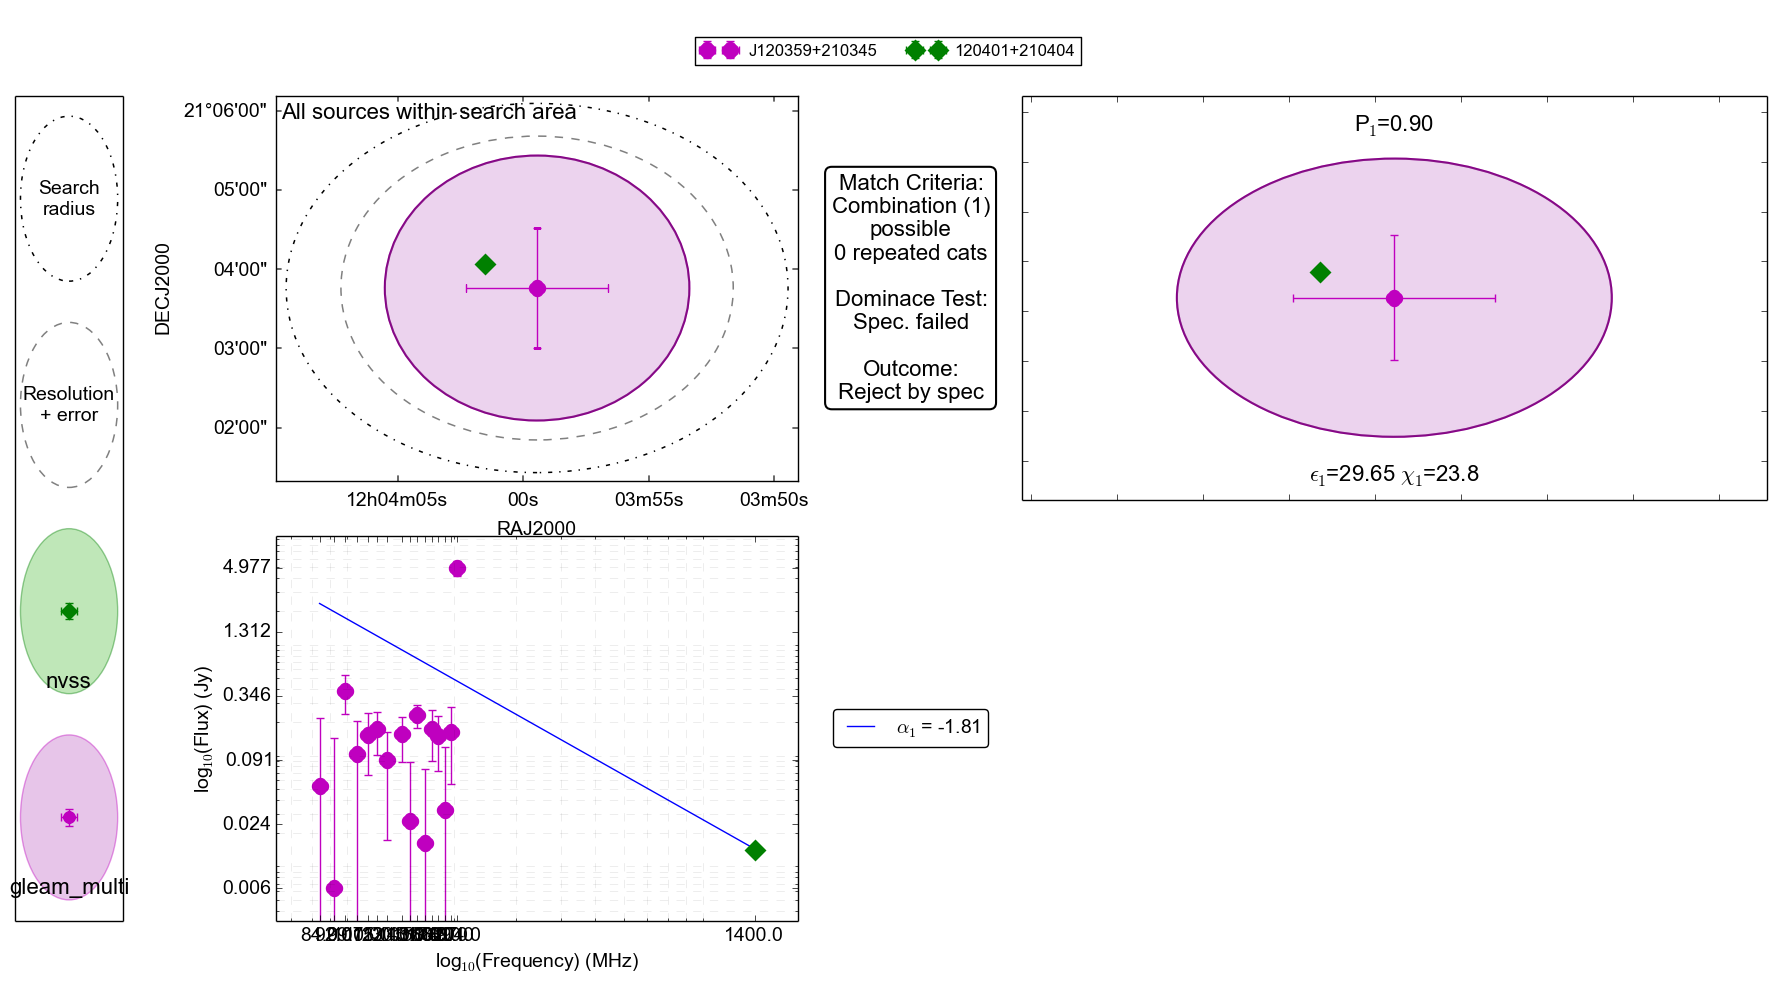 J120359+210345
120401+210404
Search
radius
Resolution
+ error
nvss
gleam_multi
All sources within search area
DECJ2000
21°06'00"
05'00"
04'00"
03'00"
02'00"
12h04m05s
00s
03m55s
03m50s
RAJ2000
Match Criteria:
Combination (1)
possible
0 repeated cats
Dominace Test:
Spec. failed
Outcome:
Reject by spec
P₁=0.90
ϵ₁=29.65 χ₁=23.8
log₁₀(Flux) (Jy)
4.977
1.312
0.346
0.091
0.024
0.006
1400.0
log₁₀(Frequency) (MHz)
α₁ = -1.81